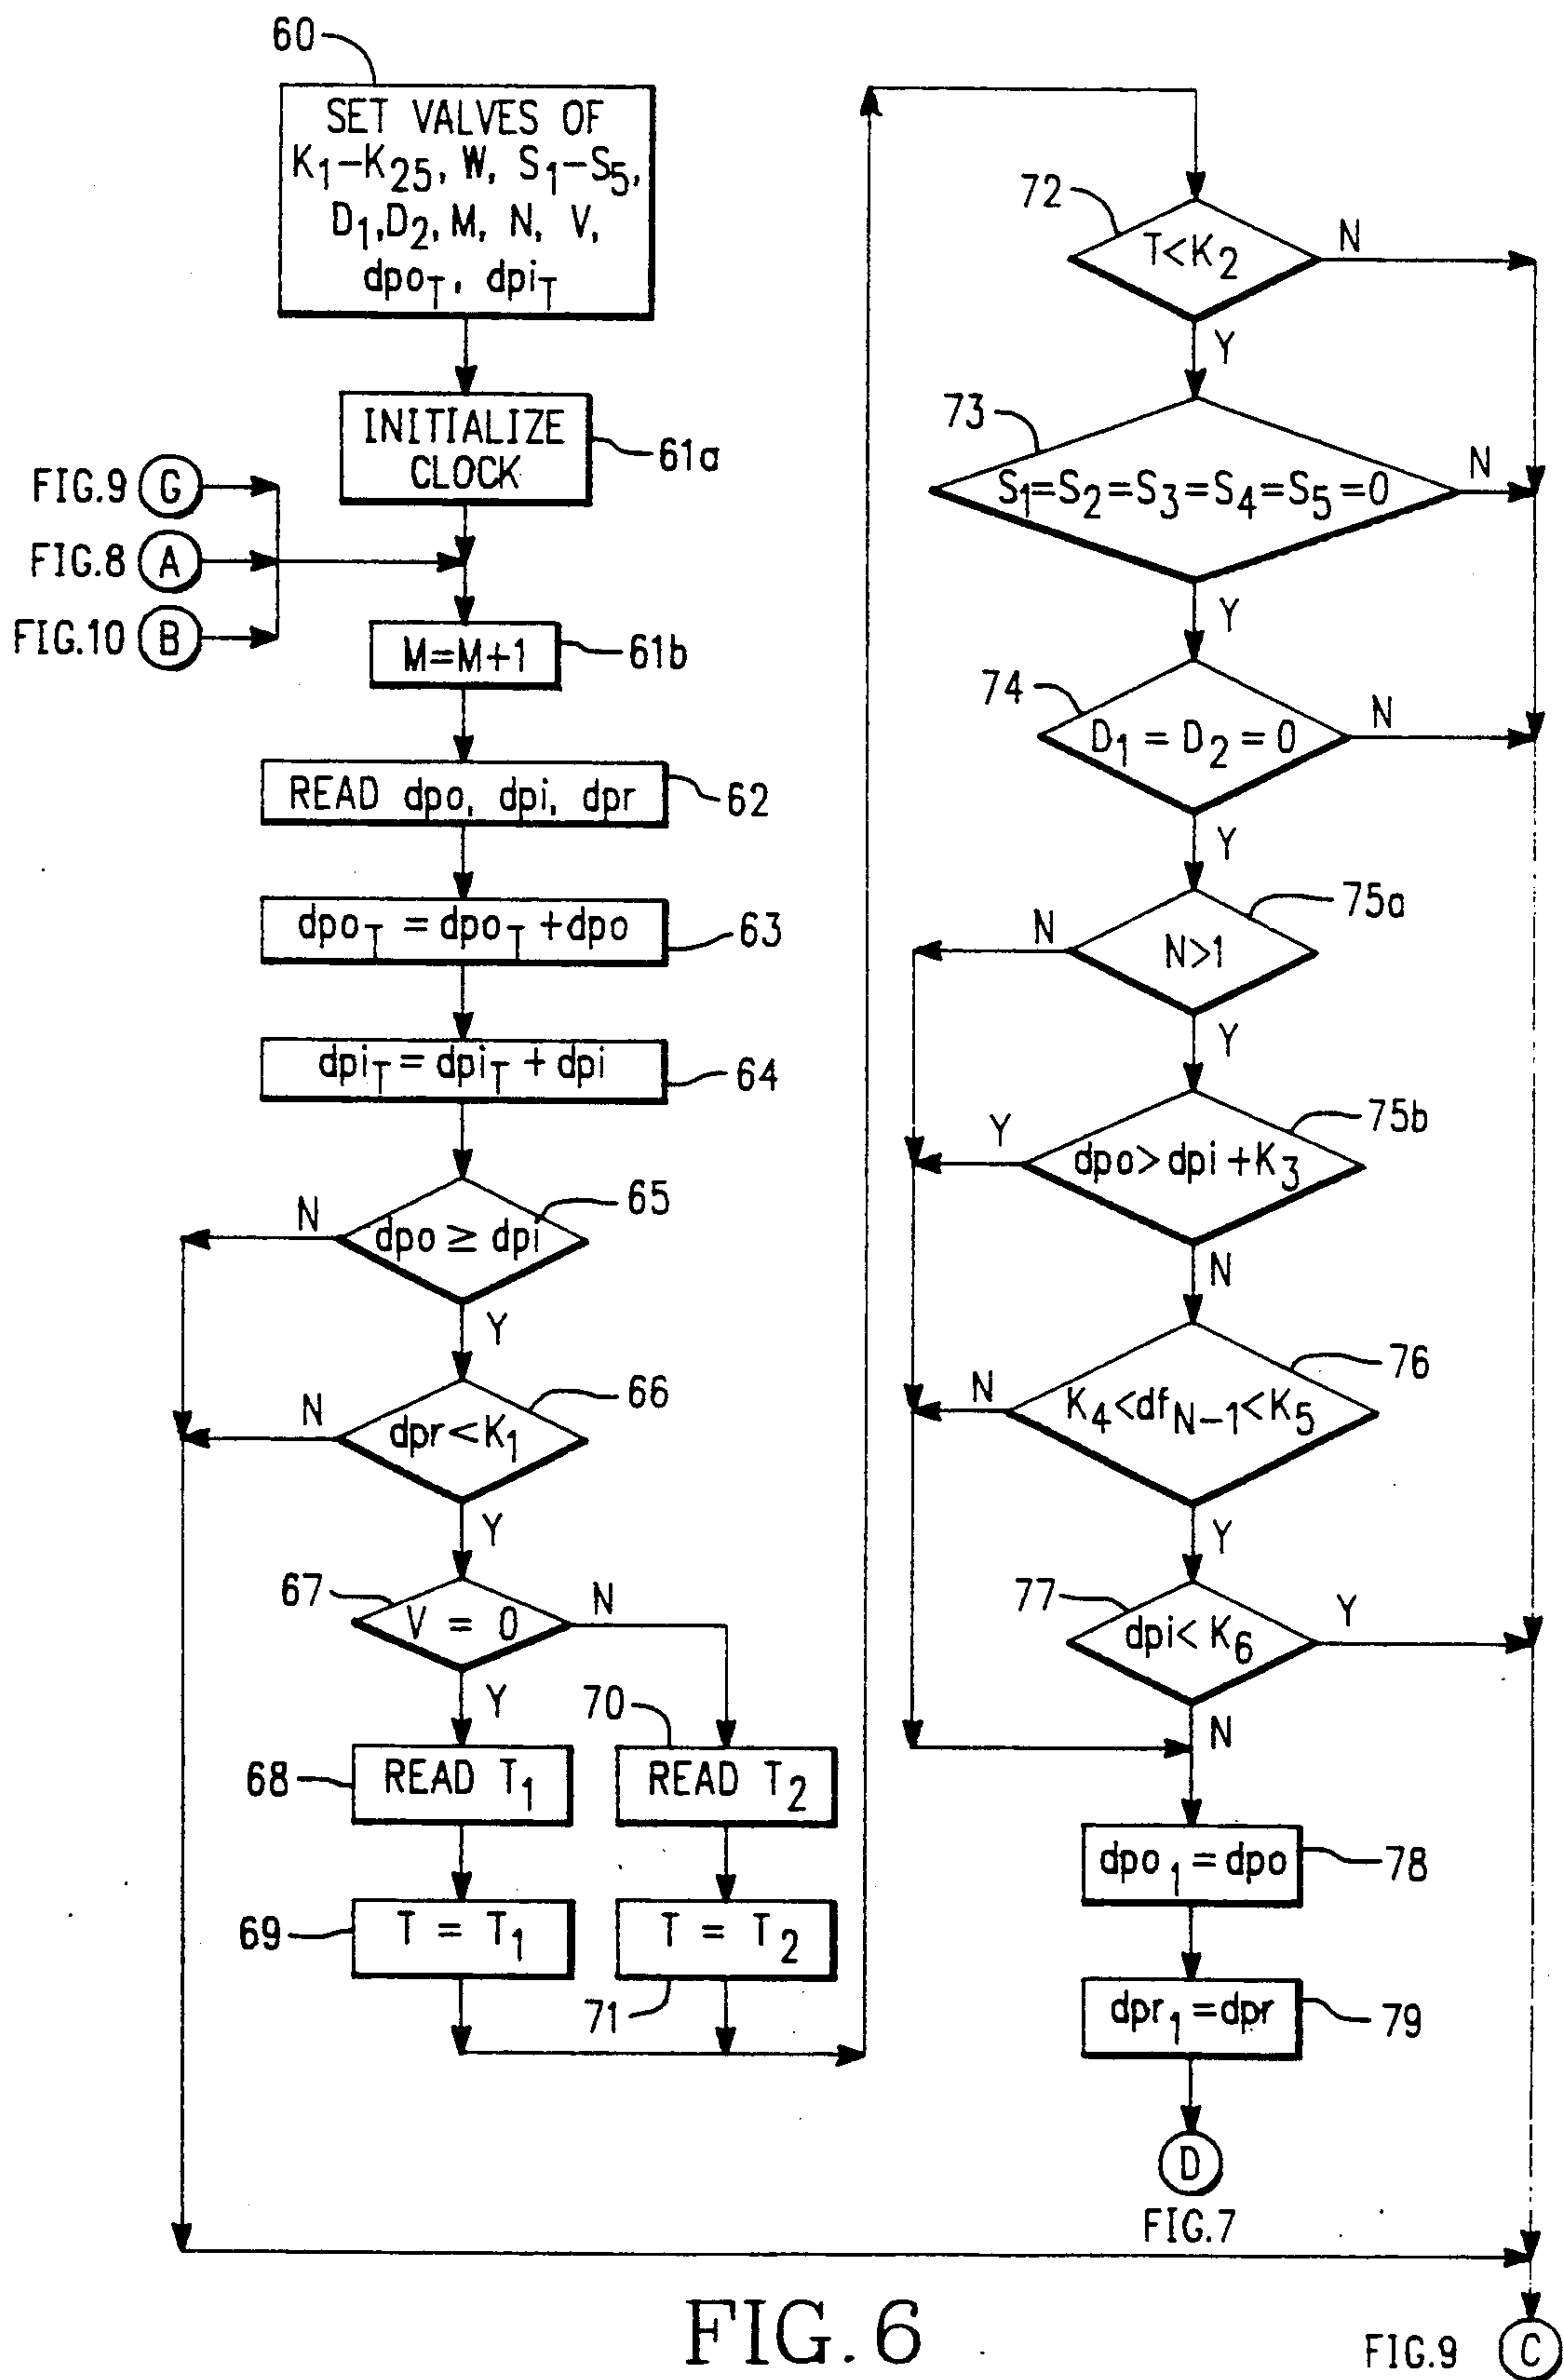 60
SET VALVES OF
K1–K25, W, S1–S5,
D1,D2, M, N, V,
dpoT, dpiT
INITIALIZE
CLOCK
61a
FIG.9 G
FIG.8 A
FIG.10 B
M=M+1
61b
READ dpo, dpi, dpr
62
dpoT = dpoT +dpo
63
dpiT = dpiT + dpi
64
65
N
dpo ≥ dpi
Y
66
N
dpr < K1
Y
67
V = 0
N
Y
68
READ T1
70
READ T2
69
T = T1
T = T2
71
72
T<K2
N
Y
73
S1=S2=S3=S4=S5=0
N
Y
74
D1 = D2 = 0
N
Y
75a
N
N>1
Y
75b
Y
dpo> dpi +K3
N
76
N
K4<dfN–1<K5
Y
77
dpi< K6
Y
N
dpo1 = dpo
78
dpr1 =dpr
79
D
FIG.7
FIG. 6
FIG.9 C